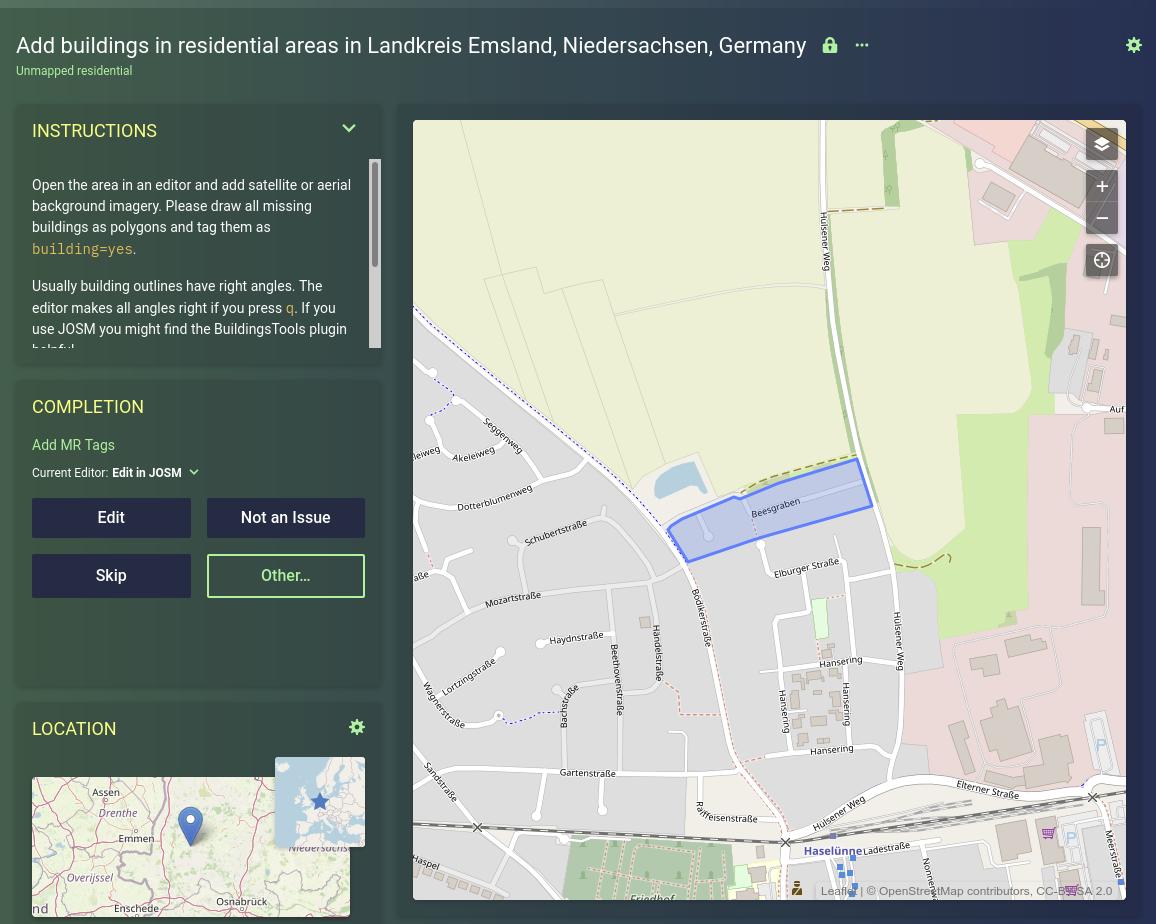 Add buildings in residential areas in Landkreis Emsland, Niedersachsen, Germany
Unmapped residential
INSTRUCTIONS
Open the area in an editor and add satellite or aerial
background imagery. Please draw all missing
buildings as polygons and tag them as
building=yes.
Usually building outlines have right angles. The
editor makes all angles right if you press q. If you
use JOSM you might find the BuildingsTools plugin
COMPLETION
Add MR Tags
Current Editor: Edit in JOSM
Edit
Not an Issue
Skip
Other...
LOCATION
Assen
Drenthe
Emmen
Overijssel
Enschede
Osnabrück
nd
Hülsener Weg
Seggenweg
Akeleiweg
leiweg
Dotterblumenweg
Schubertstraße
Beesgraben
Elburger Straße
aße
Mozartstraße
Bödikerstraße
Hülsener Weg
Haydnstraße
Händelstraße
Beethovenstraße
Lortzingstraße
Wagnerstraße
Bachstraße
Hansering
Hansering
Hansering
Hansering
Sandstraße
Gartenstraße
Elterner Straße
Raiffeisenstraße
Hülsener Weg
Haselünne
Ladestraße
Meerstraße
Haspel
Friedhof
Auf
P
P
+
−
Leaflet | © OpenStreetMap contributors, CC-BY-SA 2.0